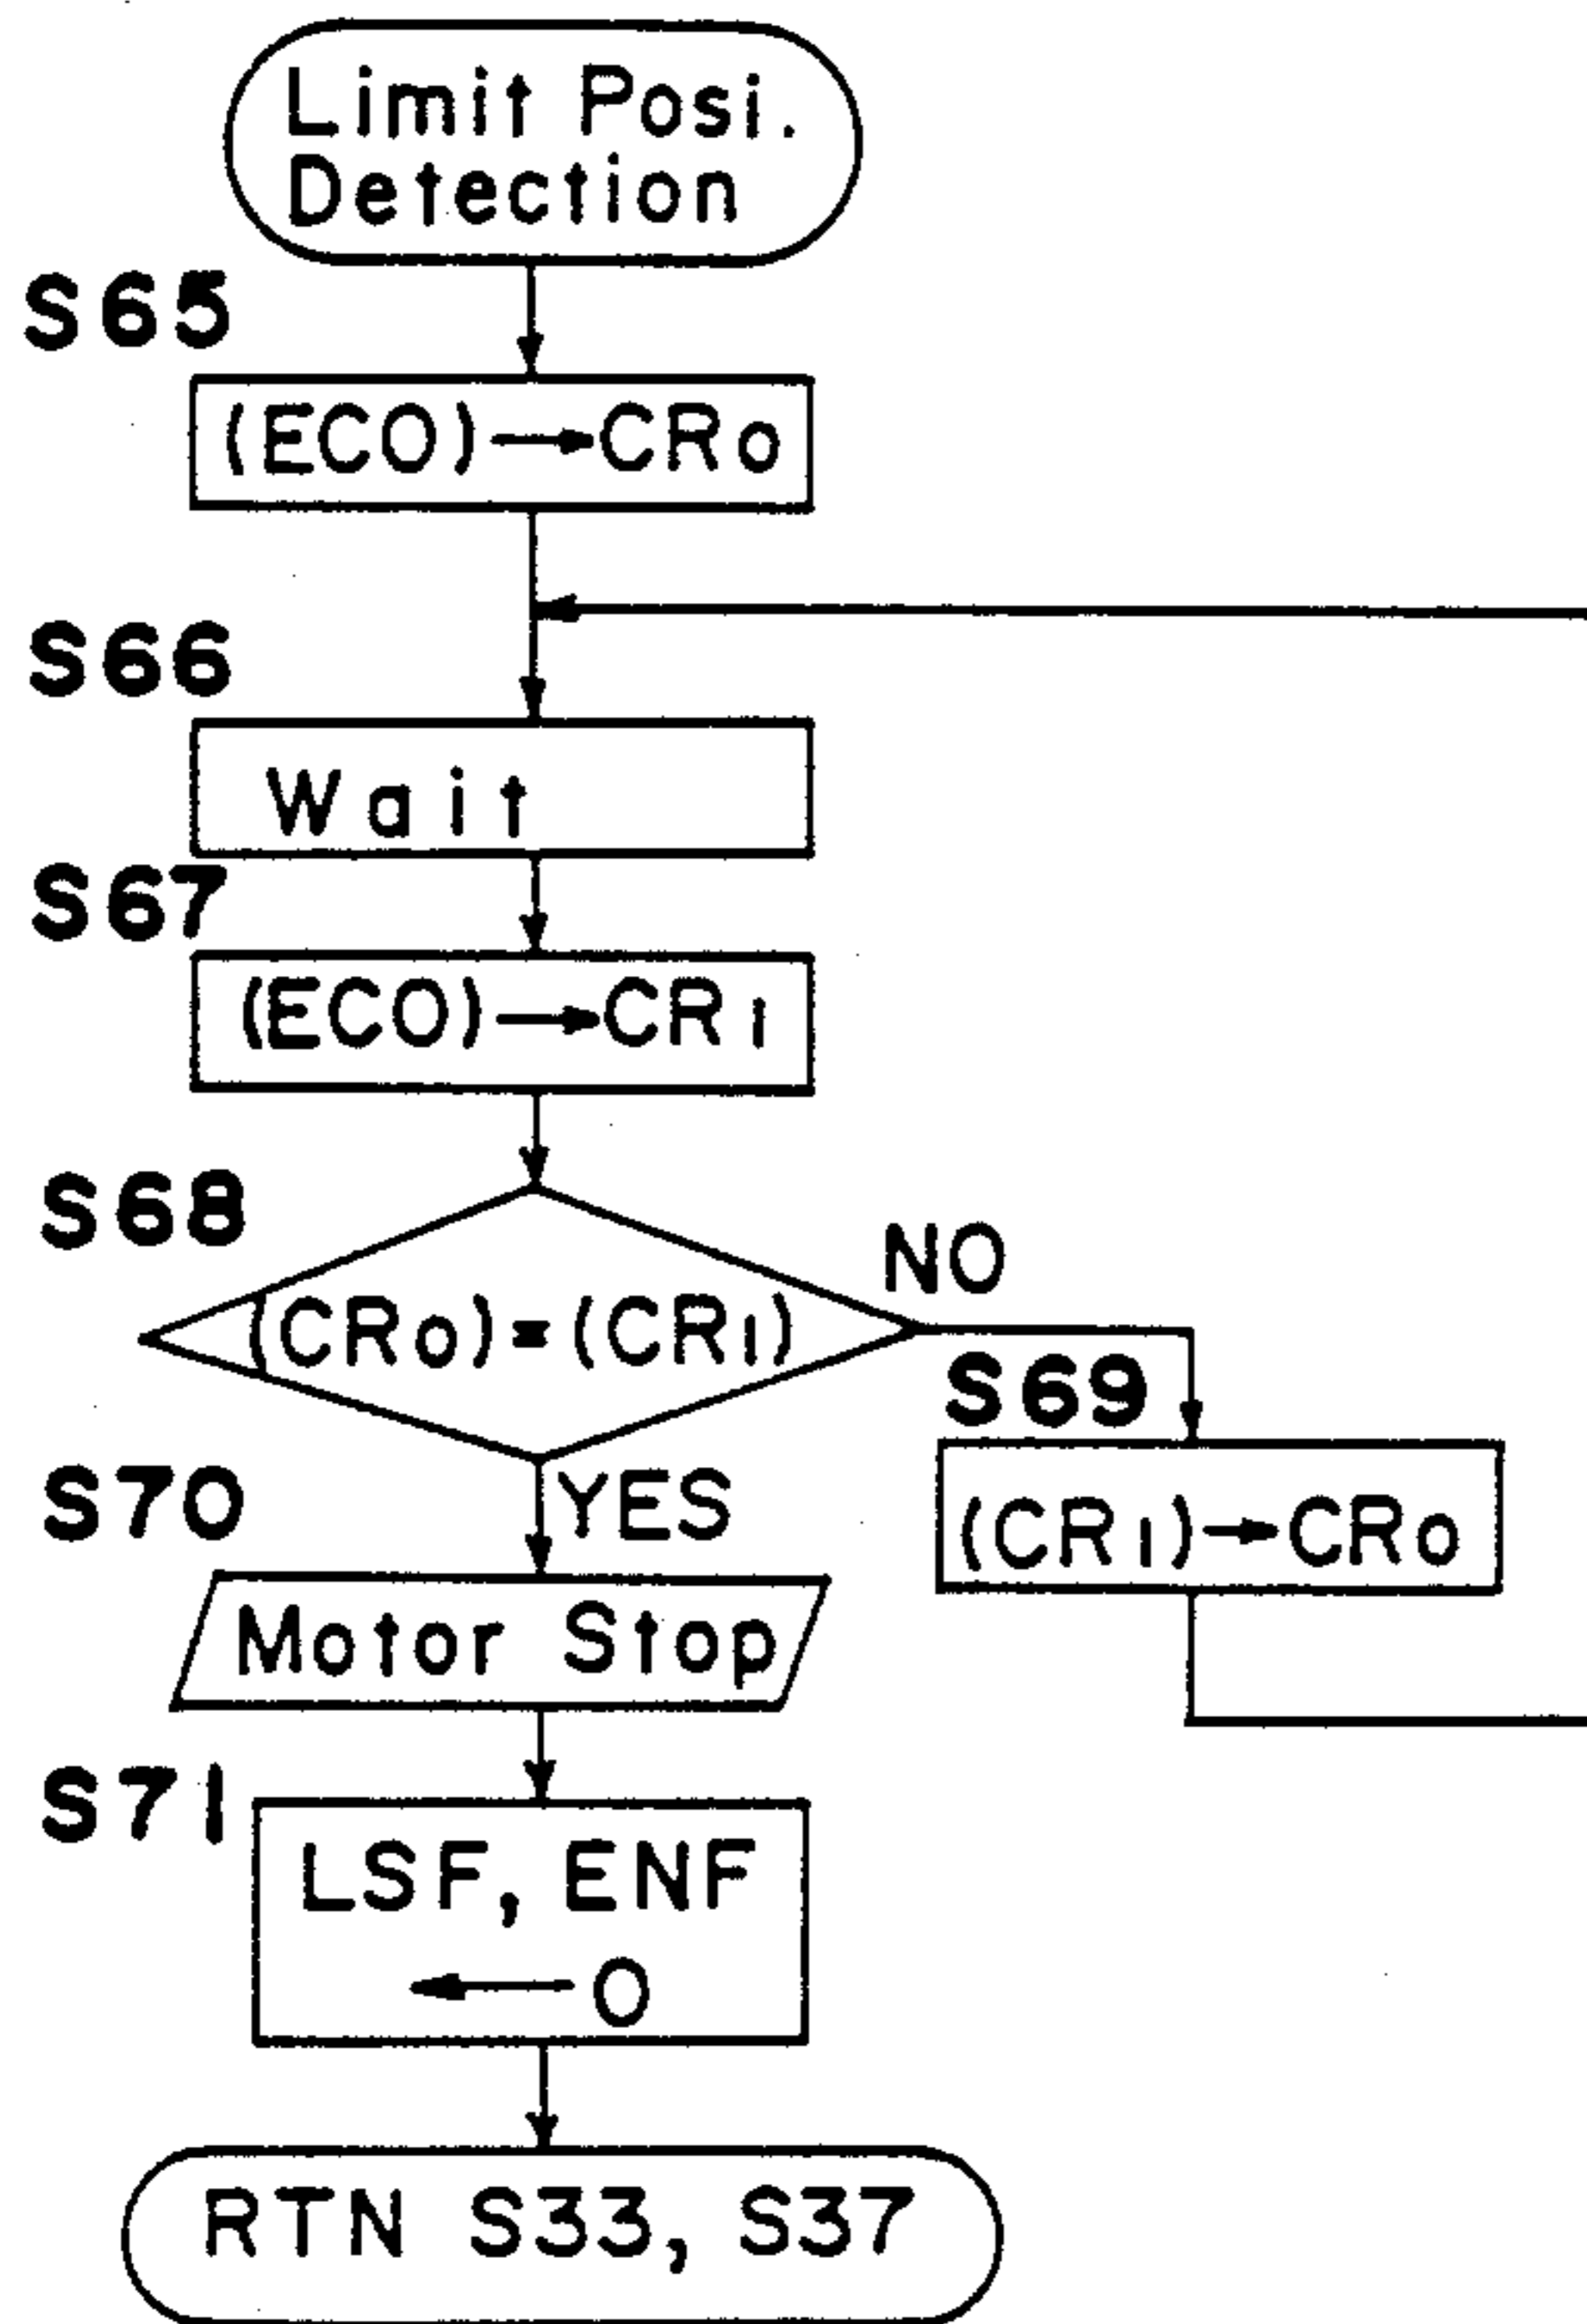 Limit Posi.
Detection
S65
(ECO)→CRo
S66
Wait
S67
(ECO)→CR1
S68
(CRo)=(CR1)
NO
S69
(CR1)→CRo
S70
YES
Motor Stop
S71
LSF, ENF
←0
RTN S33, S37